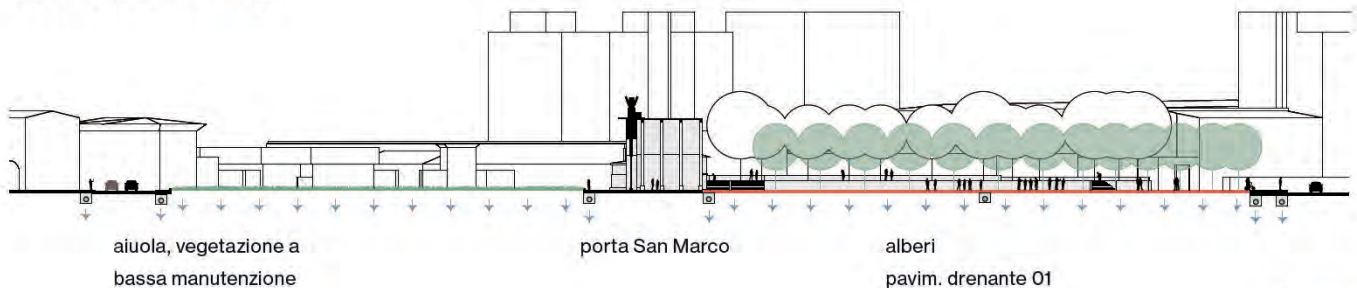 aiuola, vegetazione a
bassa manutenzione
porta San Marco
alberi
pavim. drenante 01